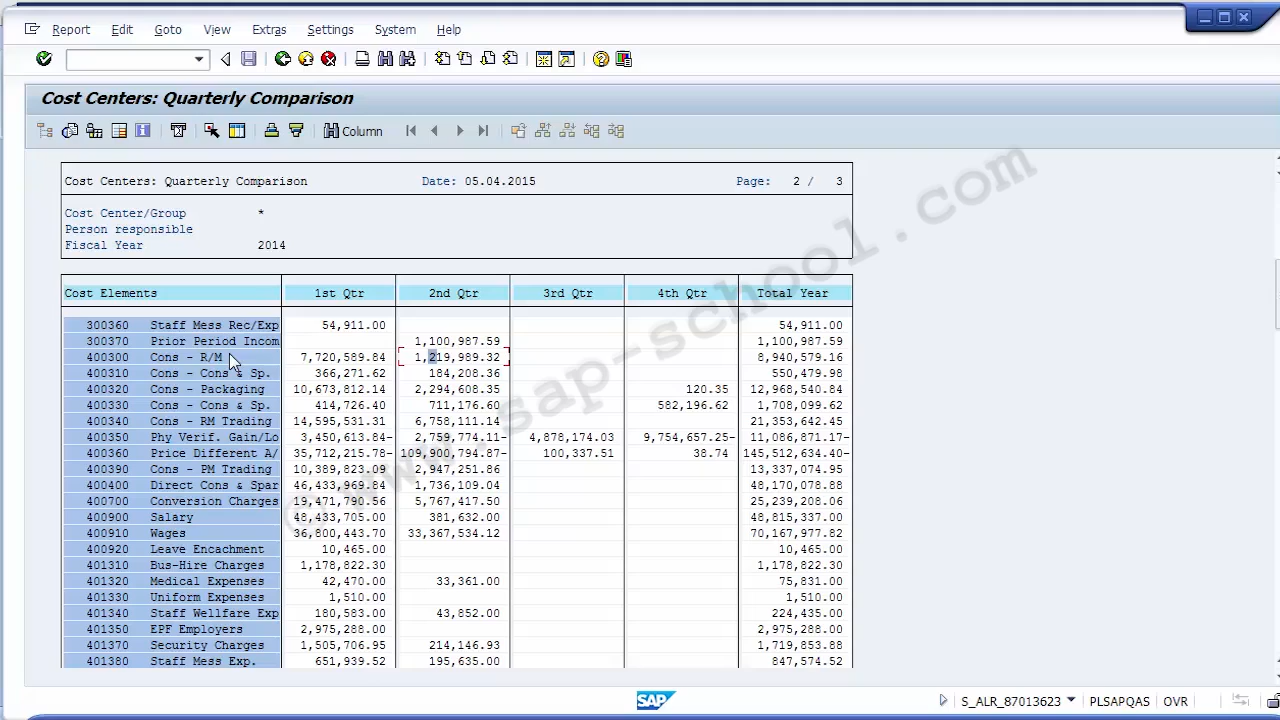 Report Edit Goto View Extras Settings System Help
Cost Centers: Quarterly Comparison
Column
Cost Centers: Quarterly Comparison Date: 05.04.2015 Page: 2 / 3
Cost Center/Group *
Person responsible
Fiscal Year 2014
Cost Elements 1st Qtr 2nd Qtr 3rd Qtr 4th Qtr Total Year
300360 Staff Mess Rec/Exp 54,911.00 54,911.00
300370 Prior Period Incom 1,100,987.59 1,100,987.59
400300 Cons - R/M 7,720,589.84 1,219,989.32 8,940,579.16
400310 Cons - Cons & Sp. 366,271.62 184,208.36 550,479.98
400320 Cons - Packaging 10,673,812.14 2,294,608.35 120.35 12,968,540.84
400330 Cons - Cons & Sp. 414,726.40 711,176.60 582,196.62 1,708,099.62
400340 Cons - RM Trading 14,595,531.31 6,758,111.14 21,353,642.45
400350 Phy Verif. Gain/Lo 3,450,613.84- 2,759,774.11- 4,878,174.03 9,754,657.25- 11,086,871.17-
400360 Price Different A/ 35,712,215.78- 109,900,794.87- 100,337.51 38.74 145,512,634.40-
400390 Cons - PM Trading 10,389,823.09 2,947,251.86 13,337,074.95
400400 Direct Cons & Spar 46,433,969.84 1,736,109.04 48,170,078.88
400700 Conversion Charges 19,471,790.56 5,767,417.50 25,239,208.06
400900 Salary 48,433,705.00 381,632.00 48,815,337.00
400910 Wages 36,800,443.70 33,367,534.12 70,167,977.82
400920 Leave Encachment 10,465.00 10,465.00
401310 Bus-Hire Charges 1,178,822.30 1,178,822.30
401320 Medical Expenses 42,470.00 33,361.00 75,831.00
401330 Uniform Expenses 1,510.00 1,510.00
401340 Staff Wellfare Exp 180,583.00 43,852.00 224,435.00
401350 EPF Employers 2,975,288.00 2,975,288.00
401370 Security Charges 1,505,706.95 214,146.93 1,719,853.88
401380 Staff Mess Exp. 651,939.52 195,635.00 847,574.52
© www.sap-school.com
SAP S_ALR_87013623 PLSAPQAS OVR